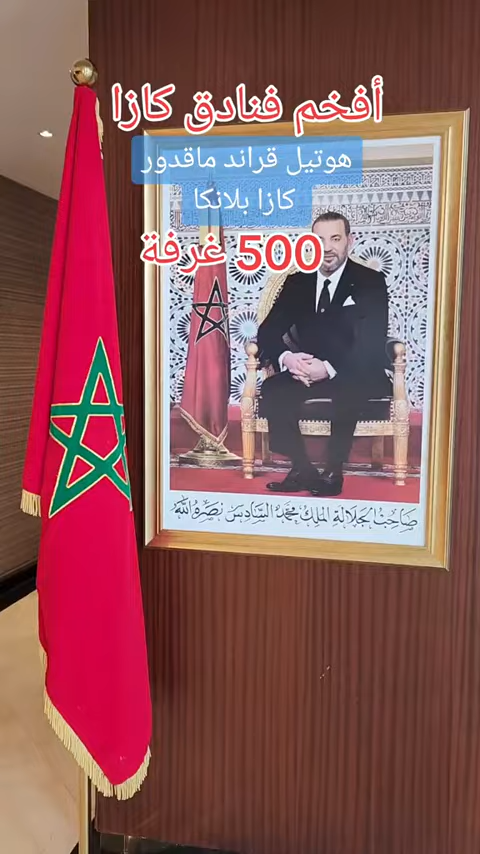 أفخم فنادق كازا
هوتيل قراند ماقدور
كازا بلانكا
500 غرفة
صاحب الجلالة الملك محمد السادس نصره الله